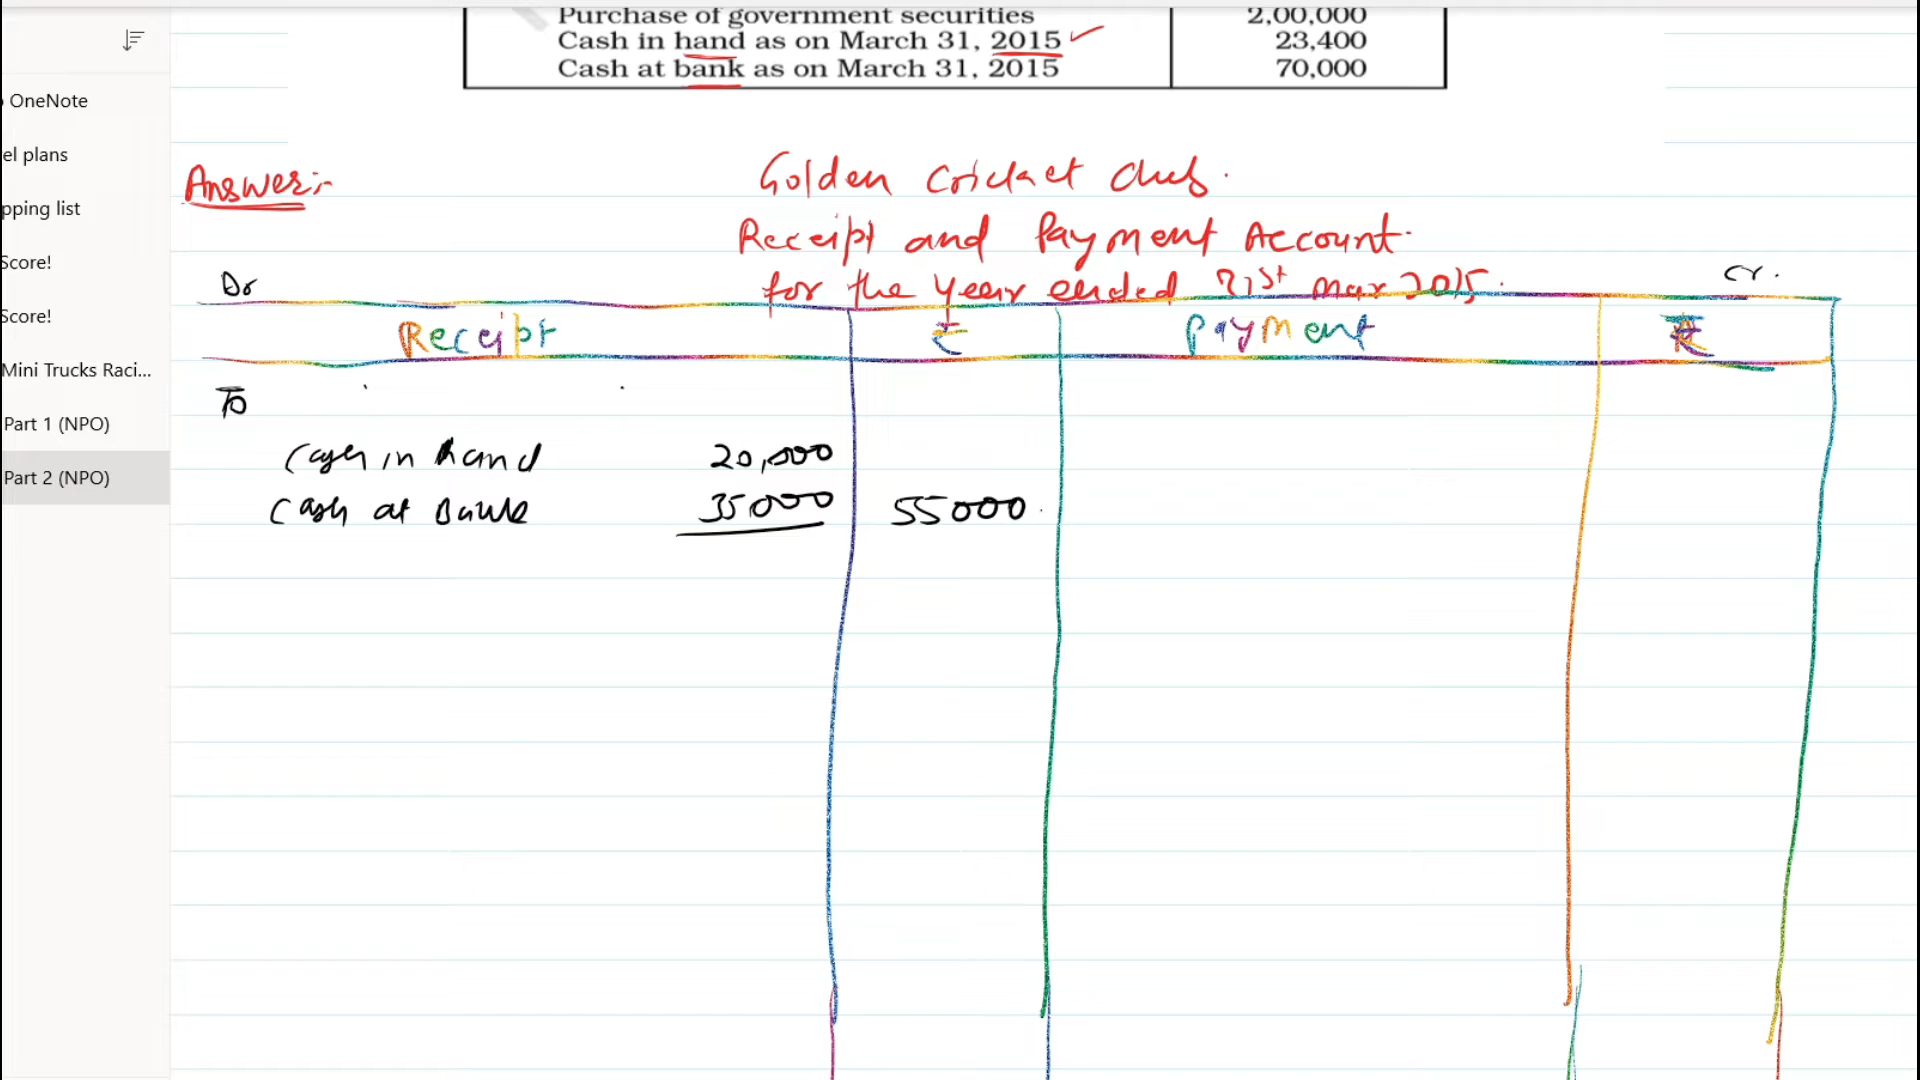 Purchase of government securities 2,00,000
Cash in hand as on March 31, 2015 23,400
Cash at bank as on March 31, 2015 70,000
OneNote
el plans
pping list
Score!
Score!
Mini Trucks Raci...
Part 1 (NPO)
Part 2 (NPO)
Answer:-
Golden Cricket Club.
Receipt and Payment Account.
for the year ended 31st Mar 2015.
Dr Cr.
Receipt ₹ Payment ₹
To
Cash in hand 20,000
Cash at Bank 35000 55000